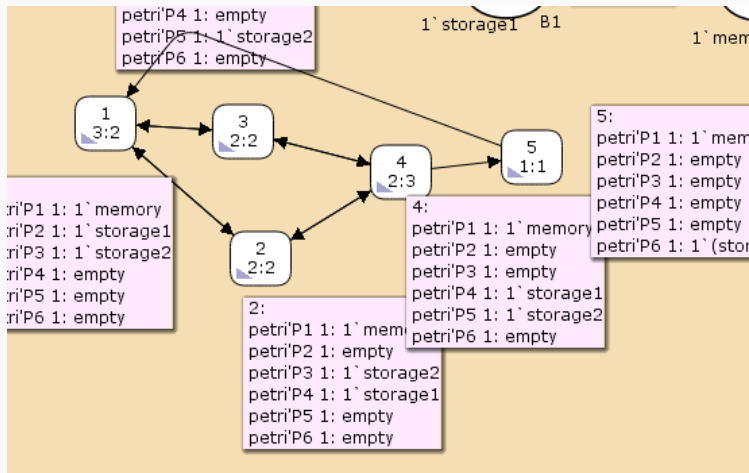 petri'P4 1: empty
petri'P5 1: 1`storage2
petri'P6 1: empty
1`storage1
B1
1`mem
1
3:2
3
2:2
4
2:3
5
1:1
2
2:2
tri'P1 1: 1`memory
tri'P2 1: 1`storage1
tri'P3 1: 1`storage2
tri'P4 1: empty
tri'P5 1: empty
tri'P6 1: empty
2:
petri'P1 1: 1`mem
petri'P2 1: empty
petri'P3 1: 1`storage2
petri'P4 1: 1`storage1
petri'P5 1: empty
petri'P6 1: empty
4:
petri'P1 1: 1`memory
petri'P2 1: empty
petri'P3 1: empty
petri'P4 1: 1`storage1
petri'P5 1: 1`storage2
petri'P6 1: empty
5:
petri'P1 1: 1`mem
petri'P2 1: empty
petri'P3 1: empty
petri'P4 1: empty
petri'P5 1: empty
petri'P6 1: 1`(stor